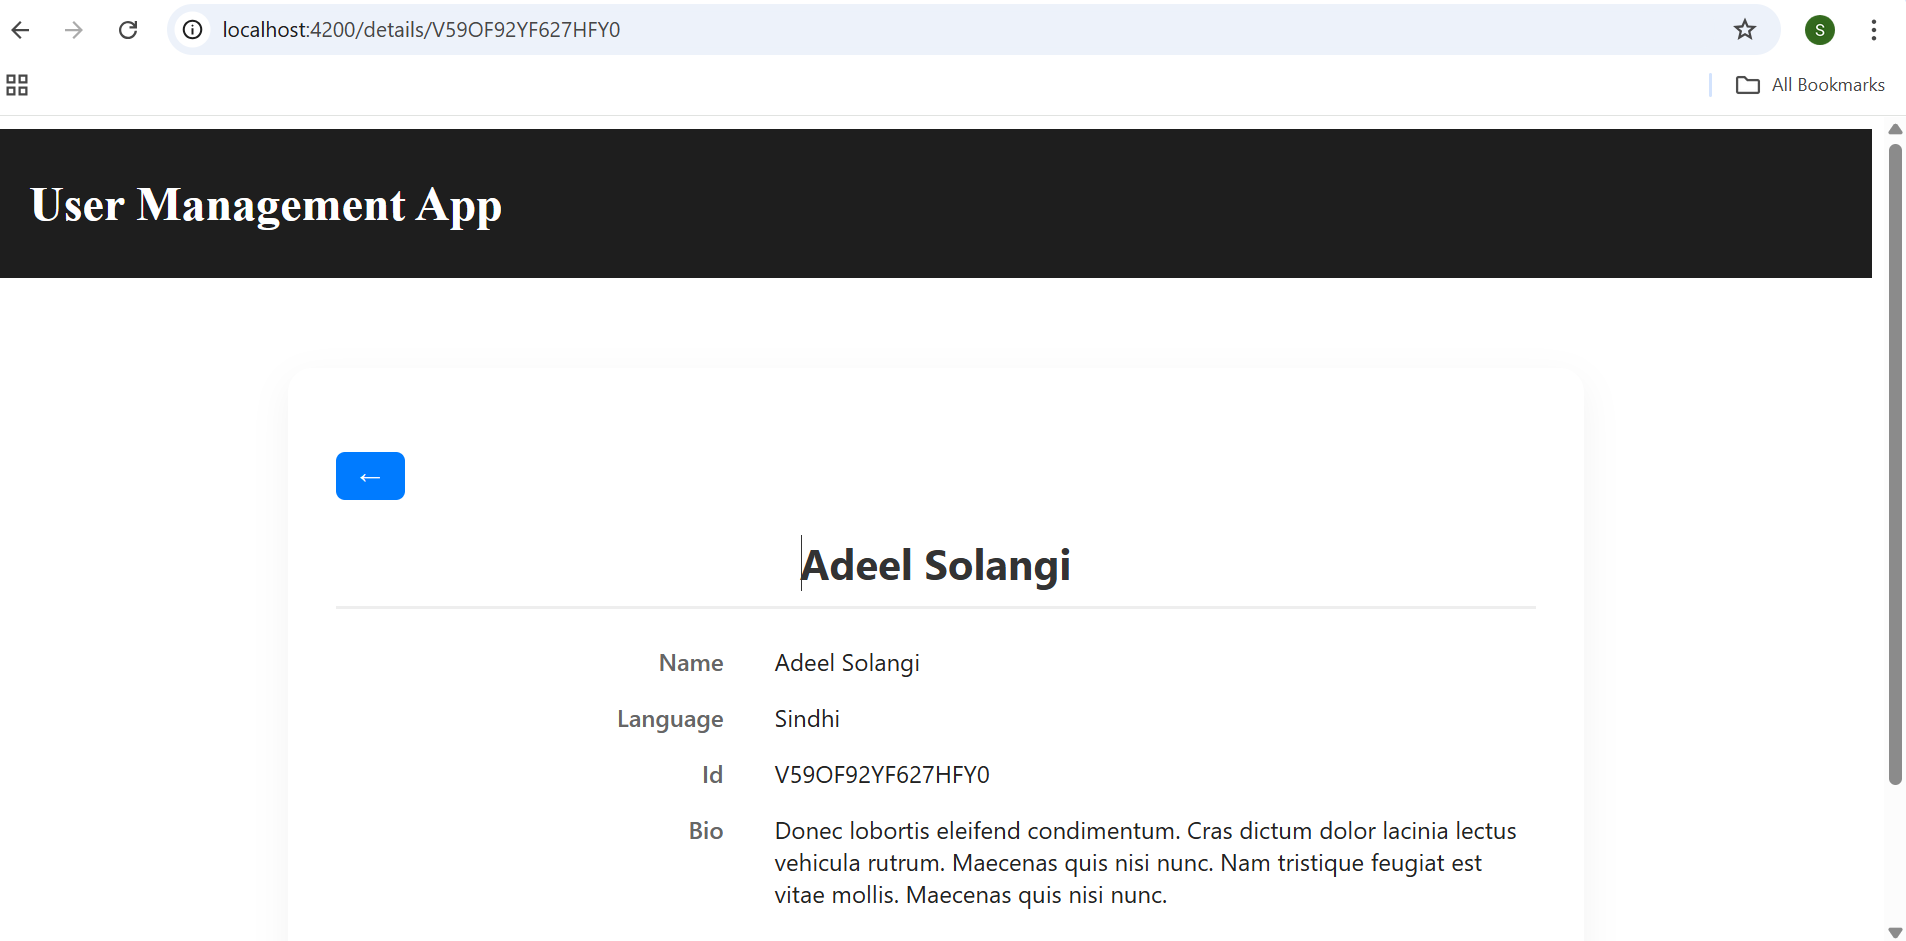 localhost:4200/details/V59OF92YF627HFY0
S
All Bookmarks
User Management App
←
Adeel Solangi
Name Adeel Solangi
Language Sindhi
Id V59OF92YF627HFY0
Bio Donec lobortis eleifend condimentum. Cras dictum dolor lacinia lectus
vehicula rutrum. Maecenas quis nisi nunc. Nam tristique feugiat est
vitae mollis. Maecenas quis nisi nunc.